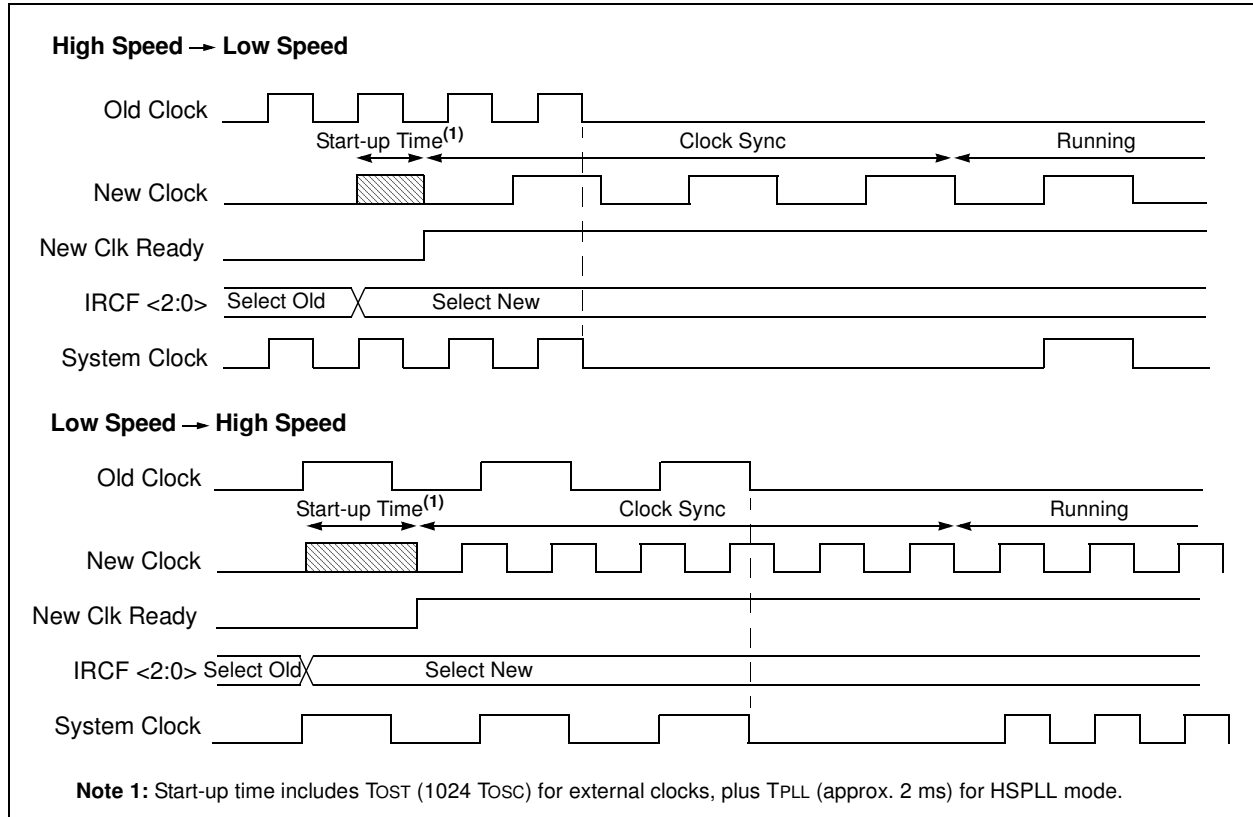 High Speed → Low Speed
Old Clock
Start-up Time(1)
Clock Sync
Running
New Clock
New Clk Ready
IRCF <2:0>
Select Old
Select New
System Clock
Low Speed → High Speed
Old Clock
Start-up Time(1)
Clock Sync
Running
New Clock
New Clk Ready
IRCF <2:0>
Select Old
Select New
System Clock
Note 1: Start-up time includes TOST (1024 TOSC) for external clocks, plus TPLL (approx. 2 ms) for HSPLL mode.